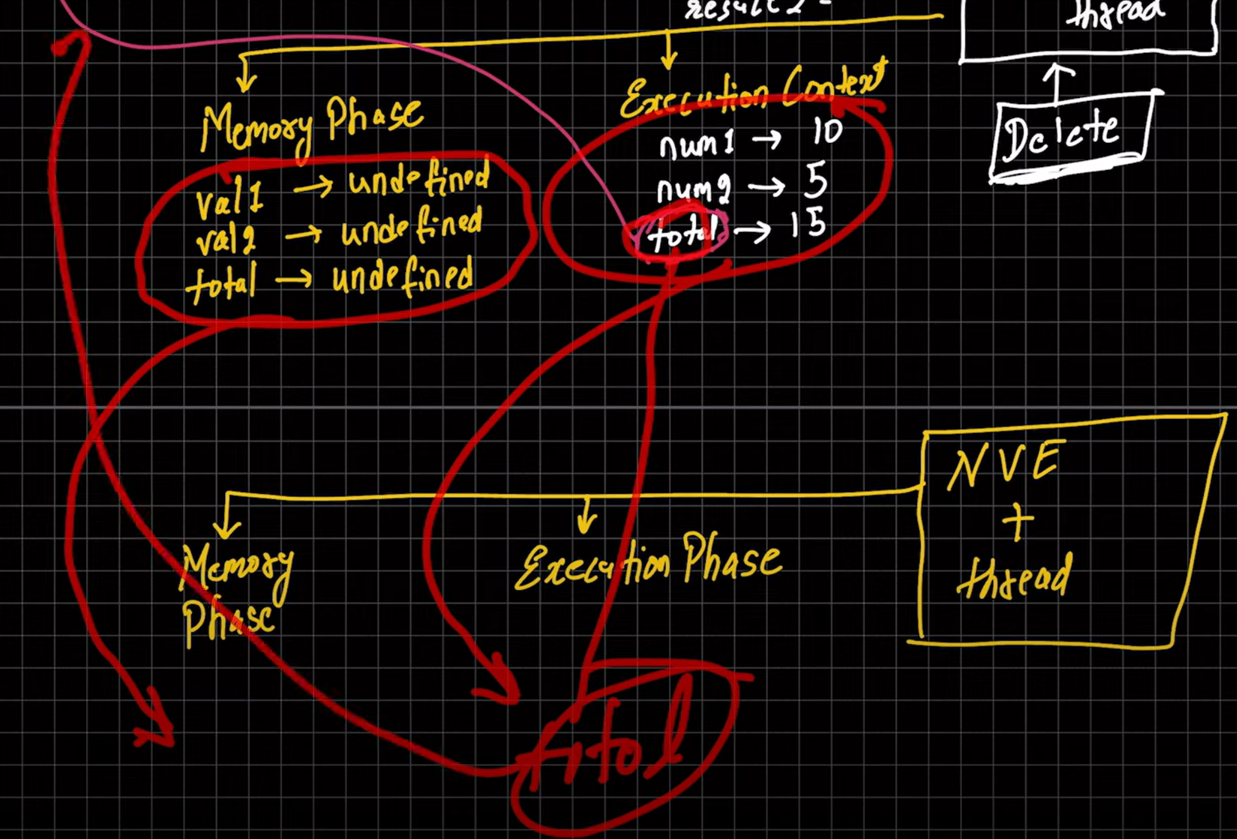 result2 =
thread
Delete
Memory Phase
val1 → undefined
val2 → undefined
total → undefined
Execution Context
num1 → 10
num2 → 5
total → 15
NVE
+
thread
Memory
Phase
Execution Phase
total